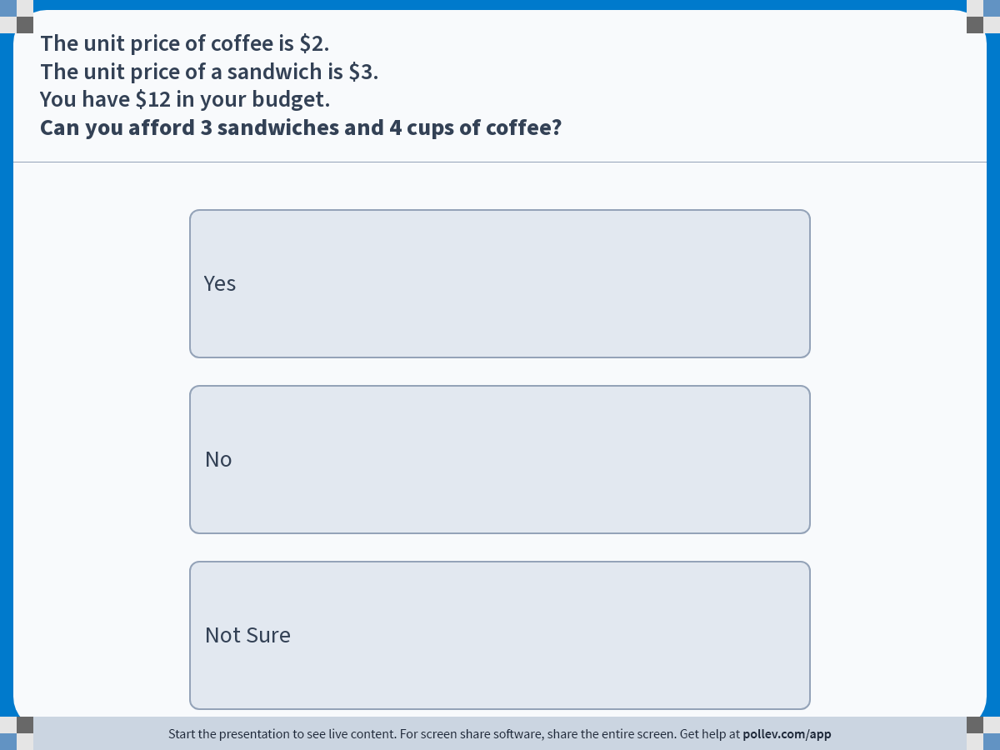 The unit price of coffee is $2.
The unit price of a sandwich is $3.
You have $12 in your budget.
Can you afford 3 sandwiches and 4 cups of coffee?
Yes
No
Not Sure
Start the presentation to see live content. For screen share software, share the entire screen. Get help at pollev.com/app